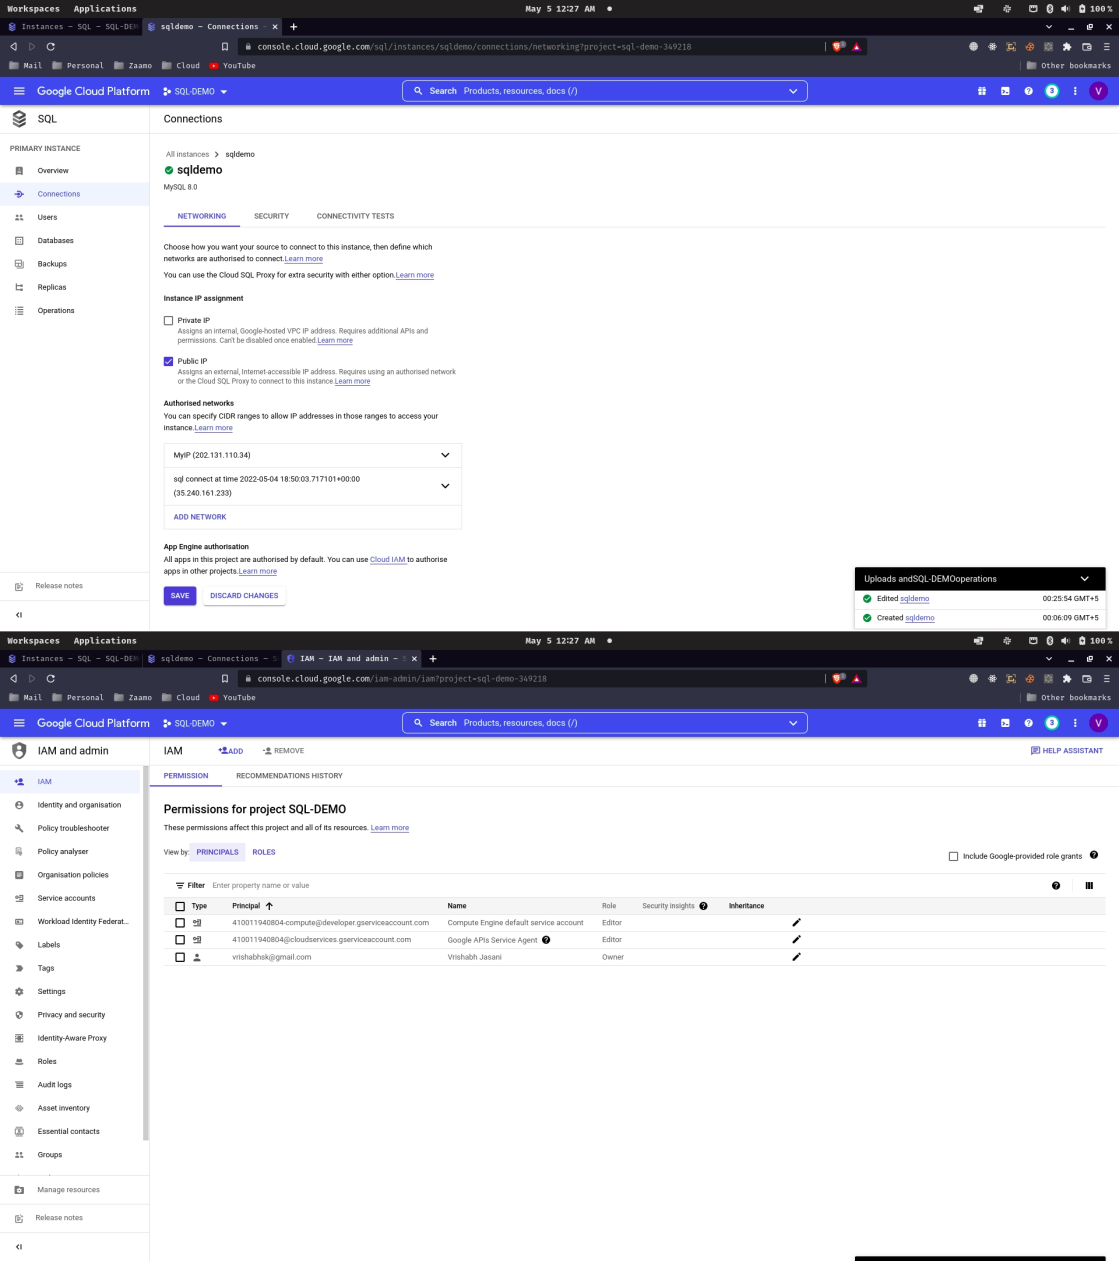 Workspaces Applications May 5 12:27 AM 100%
Instances – SQL – SQL-DEM sqldemo – Connections –
console.cloud.google.com/sql/instances/sqldemo/connections/networking?project=sql-demo-349218
Mail Personal Zaamo Cloud YouTube Other bookmarks
Google Cloud Platform SQL-DEMO Search Products, resources, docs (/) 3 V
SQL Connections
PRIMARY INSTANCE
Overview
Connections
Users
Databases
Backups
Replicas
Operations
Release notes
All instances > sqldemo
sqldemo
MySQL 8.0
NETWORKING SECURITY CONNECTIVITY TESTS
Choose how you want your source to connect to this instance, then define which
networks are authorised to connect.Learn more
You can use the Cloud SQL Proxy for extra security with either option.Learn more
Instance IP assignment
Private IP
Assigns an internal, Google-hosted VPC IP address. Requires additional APIs and
permissions. Can't be disabled once enabled.Learn more
Public IP
Assigns an external, Internet-accessible IP address. Requires using an authorised network
or the Cloud SQL Proxy to connect to this instance.Learn more
Authorised networks
You can specify CIDR ranges to allow IP addresses in those ranges to access your
instance.Learn more
MyIP (202.131.110.34)
sql connect at time 2022-05-04 18:50:03.717101+00:00
(35.240.161.233)
ADD NETWORK
App Engine authorisation
All apps in this project are authorised by default. You can use Cloud IAM to authorise
apps in other projects.Learn more
SAVE DISCARD CHANGES
Uploads andSQL-DEMOoperations
Edited sqldemo 00:25:54 GMT+5
Created sqldemo 00:06:09 GMT+5
Workspaces Applications May 5 12:27 AM 100%
Instances – SQL – SQL-DEM sqldemo – Connections – S IAM – IAM and admin – S
console.cloud.google.com/iam-admin/iam?project=sql-demo-349218
Mail Personal Zaamo Cloud YouTube Other bookmarks
Google Cloud Platform SQL-DEMO Search Products, resources, docs (/) 3 V
IAM and admin IAM ADD REMOVE HELP ASSISTANT
IAM
Identity and organisation
Policy troubleshooter
Policy analyser
Organisation policies
Service accounts
Workload Identity Federat...
Labels
Tags
Settings
Privacy and security
Identity-Aware Proxy
Roles
Audit logs
Asset inventory
Essential contacts
Groups
Manage resources
Release notes
PERMISSION RECOMMENDATIONS HISTORY
Permissions for project SQL-DEMO
These permissions affect this project and all of its resources. Learn more
View by: PRINCIPALS ROLES
Include Google-provided role grants
Filter Enter property name or value
Type Principal Name Role Security insights Inheritance
410011940804-compute@developer.gserviceaccount.com Compute Engine default service account Editor
410011940804@cloudservices.gserviceaccount.com Google APIs Service Agent Editor
vrishabhsk@gmail.com Vrishabh Jasani Owner